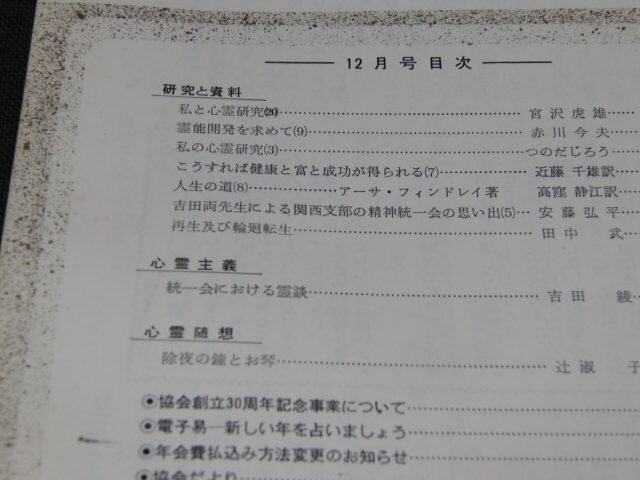 12月号目次
研究と資料
私と心霊研究⑳………宮沢虎雄……
霊能開発を求めて(9)………赤川今夫…
私の心霊研究(3)………つのだじろう…
こうすれば健康と富と成功が得られる(7)………近藤千雄訳…
人生の道(8)………アーサ・フィンドレイ著 高窪静江訳…
吉田両先生による関西支部の精神統一会の思い出(5)…安藤弘平…
再生及び輪廻転生………田中武…
心霊主義
統一会における霊談………吉田綾…
心霊随想
除夜の鐘とお琴………辻淑子
◉協会創立30周年記念事業について………
◉電子易―新しい年を占いましょう………
◉年会費払込み方法変更のお知らせ………
◉協会だより………